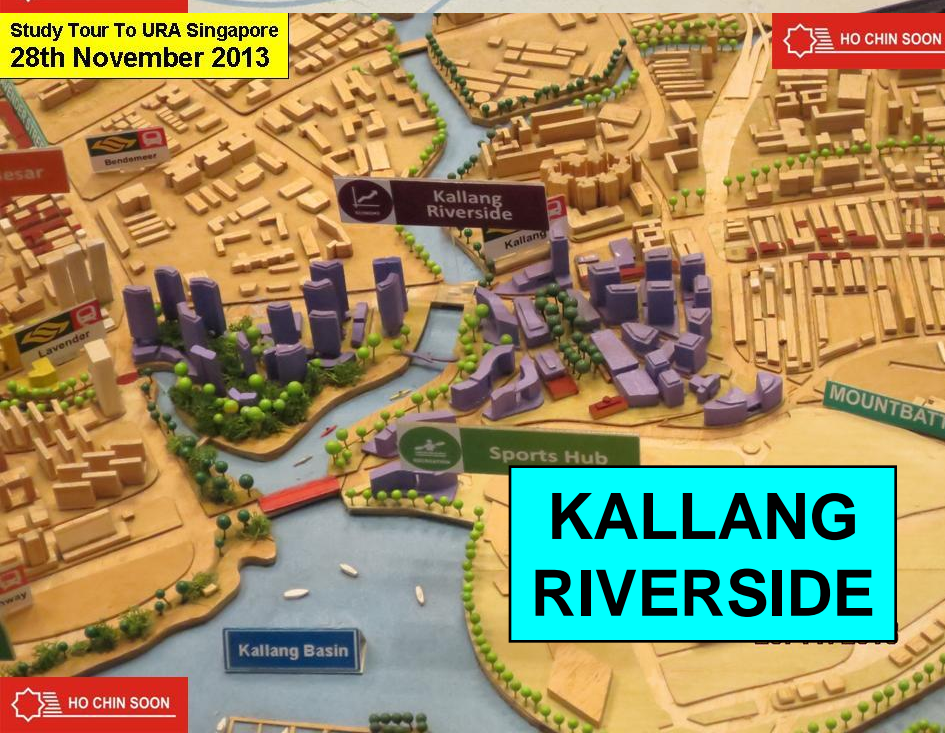 Study Tour To URA Singapore
28th November 2013
HO CHIN SOON
Bendemeer
Kallang
Riverside
Kallang
Lavender
Sports Hub
KALLANG
RIVERSIDE
Kallang Basin
HO CHIN SOON